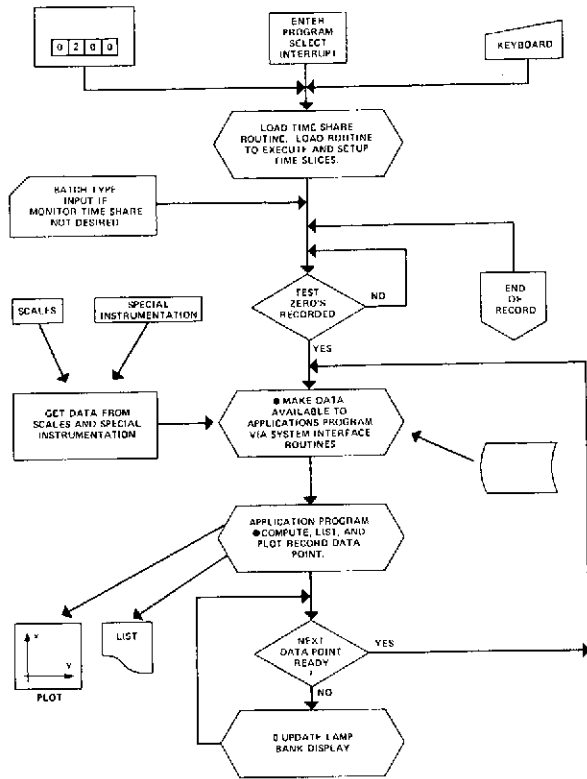 0 2 0 0
ENTER
PROGRAM
SELECT
INTERRUPT
KEYBOARD
LOAD TIME SHARE
ROUTINE. LOAD ROUTINE
TO EXECUTE AND SETUP
TIME SLICES.
BATCH TYPE
INPUT IF
MONITOR TIME SHARE
NOT DESIRED
TEST
ZERO'S
RECORDED
NO
YES
END
OF
RECORD
SCALES
SPECIAL
INSTRUMENTATION
GET DATA FROM
SCALES AND SPECIAL
INSTRUMENTATION
● MAKE DATA
AVAILABLE TO
APPLICATIONS PROGRAM
VIA SYSTEM INTERFACE
ROUTINES
APPLICATION PROGRAM
● COMPUTE, LIST, AND
PLOT RECORD DATA
POINT.
X
Y
PLOT
LIST
NEXT
DATA POINT
READY
?
YES
NO
UPDATE LAMP
BANK DISPLAY